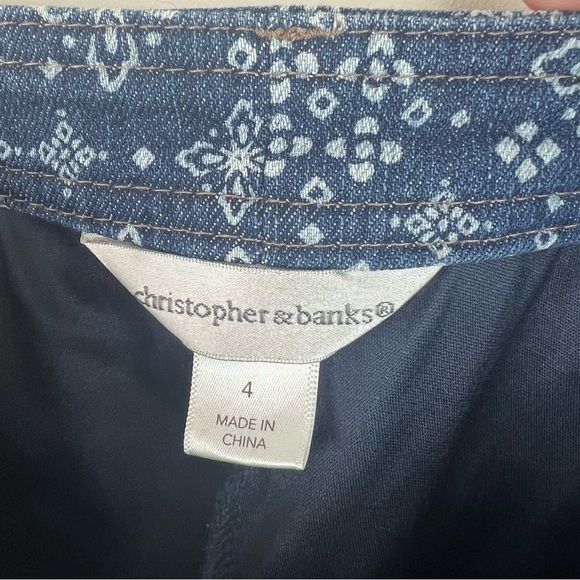 christopher & banks®
4
MADE IN
CHINA